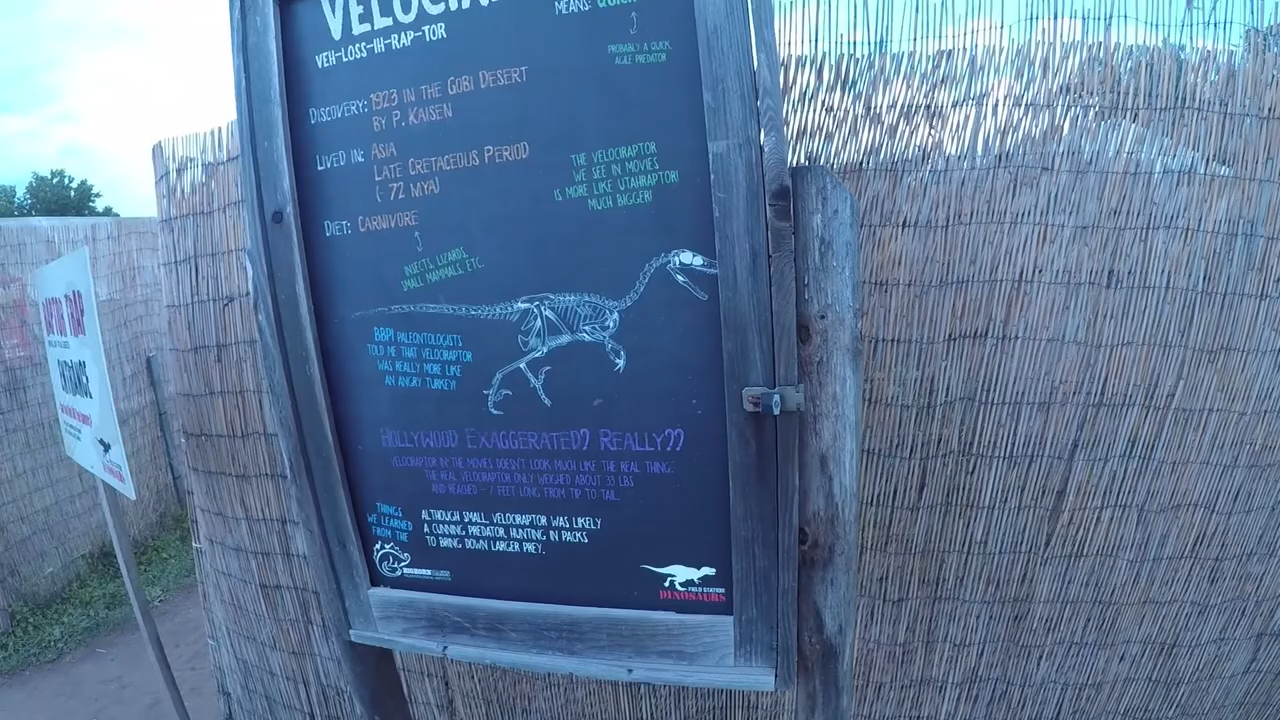 VEH-LOSS-IH-RAP-TOR
MEANS:
PROBABLY A QUICK,
AGILE PREDATOR
DISCOVERY: 1923 IN THE GOBI DESERT
BY P. KAISEN
LIVED IN: ASIA
LATE CRETACEOUS PERIOD
(~72 MYA)
THE VELOCIRAPTOR
WE SEE IN MOVIES
IS MORE LIKE UTAHRAPTOR!
MUCH BIGGER!
DIET: CARNIVORE
INSECTS, LIZARDS,
SMALL MAMMALS, ETC.
BBPI PALEONTOLOGISTS
TOLD ME THAT VELOCIRAPTOR
WAS REALLY MORE LIKE
AN ANGRY TURKEY!
HOLLYWOOD EXAGGERATED? REALLY??
VELOCIRAPTOR IN THE MOVIES DOESN'T LOOK MUCH LIKE THE REAL THING.
THE REAL VELOCIRAPTOR ONLY WEIGHED ABOUT 33 LBS
AND REACHED ~7 FEET LONG FROM TIP TO TAIL.
THINGS
WE LEARNED
FROM THE
ALTHOUGH SMALL, VELOCIRAPTOR WAS LIKELY
A CUNNING PREDATOR, HUNTING IN PACKS
TO BRING DOWN LARGER PREY.
BIGHORN
FIELD STATION
DINOSAURS
RAPTOR TRAP
ENTRANCE